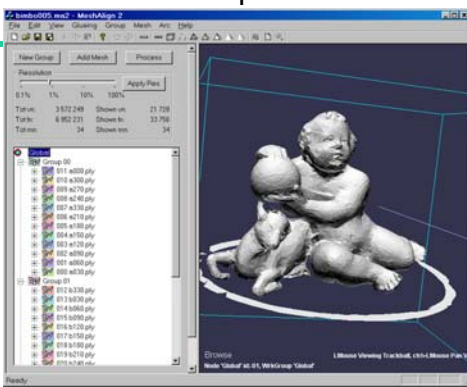 bimbo005.mn2 - MeshAlign 2
File Edit View Glueing Group Mesh Arc Help
New Group Add Mesh Process
Resolution
Apply Res
0.1% 1% 10% 100%
Tot vn: 3 572 249 Shown vn: 21 728
Tot fn: 6 952 231 Shown fn: 33 756
Tot mn: 34 Shown mn: 34
Global
Group 00
011 a000.ply
010 a300.ply
009 a270.ply
008 a240.ply
007 a330.ply
006 a210.ply
005 a180.ply
004 a150.ply
003 a120.ply
002 a090.ply
001 a060.ply
000 a030.ply
Group 01
012 b330.ply
013 b030.ply
014 b060.ply
015 b090.ply
016 b120.ply
017 b150.ply
018 b180.ply
019 b210.ply
020 b240.ply
Browse
Node 'Global' id:-01, WrkGroup 'Global'
LMouse Viewing Trackball, ctrl+LMouse Pan
Ready